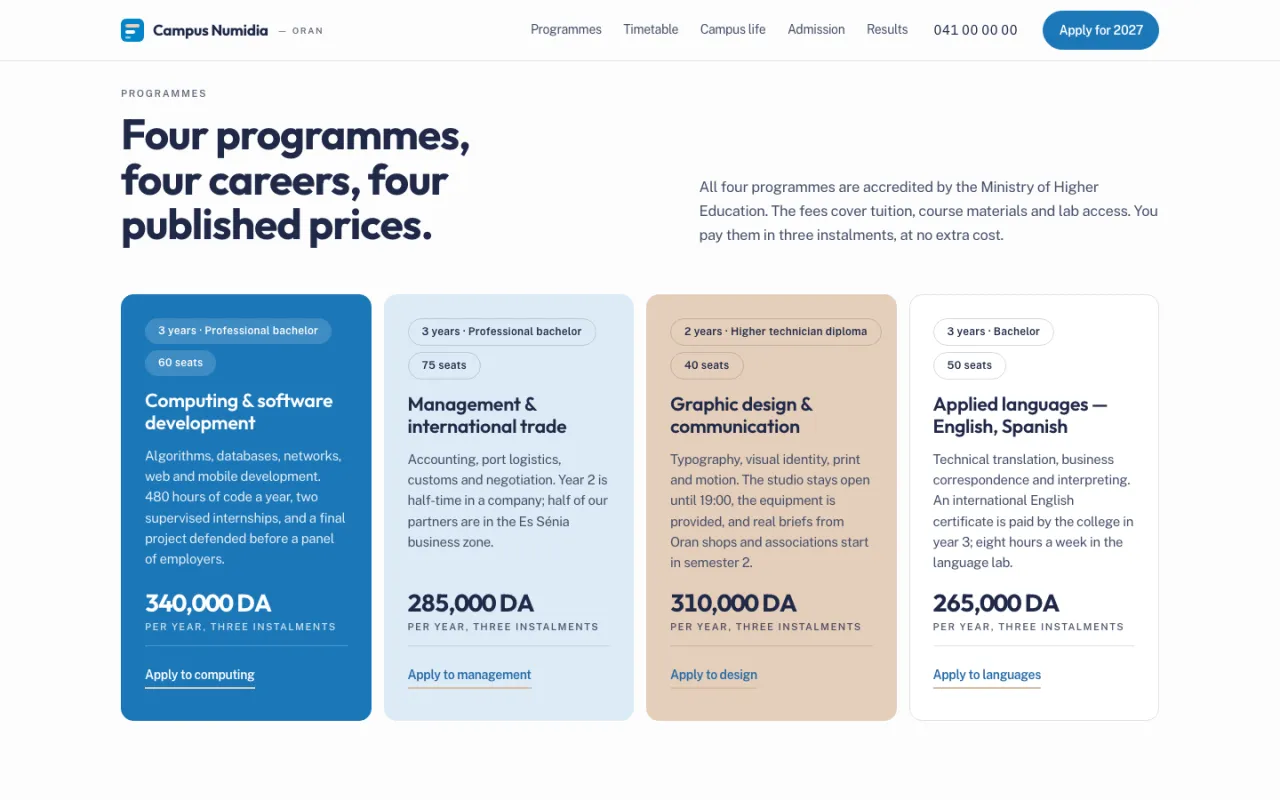 Campus Numidia — ORAN
Programmes Timetable Campus life Admission Results 041 00 00 00 Apply for 2027
PROGRAMMES
Four programmes,
four careers, four
published prices.
All four programmes are accredited by the Ministry of Higher
Education. The fees cover tuition, course materials and lab access. You
pay them in three instalments, at no extra cost.
3 years · Professional bachelor
60 seats
Computing & software
development
Algorithms, databases, networks,
web and mobile development.
480 hours of code a year, two
supervised internships, and a final
project defended before a panel
of employers.
340,000 DA
PER YEAR, THREE INSTALMENTS
Apply to computing
3 years · Professional bachelor
75 seats
Management &
international trade
Accounting, port logistics,
customs and negotiation. Year 2 is
half-time in a company; half of our
partners are in the Es Sénia
business zone.
285,000 DA
PER YEAR, THREE INSTALMENTS
Apply to management
2 years · Higher technician diploma
40 seats
Graphic design &
communication
Typography, visual identity, print
and motion. The studio stays open
until 19:00, the equipment is
provided, and real briefs from
Oran shops and associations start
in semester 2.
310,000 DA
PER YEAR, THREE INSTALMENTS
Apply to design
3 years · Bachelor
50 seats
Applied languages —
English, Spanish
Technical translation, business
correspondence and interpreting.
An international English
certificate is paid by the college in
year 3; eight hours a week in the
language lab.
265,000 DA
PER YEAR, THREE INSTALMENTS
Apply to languages